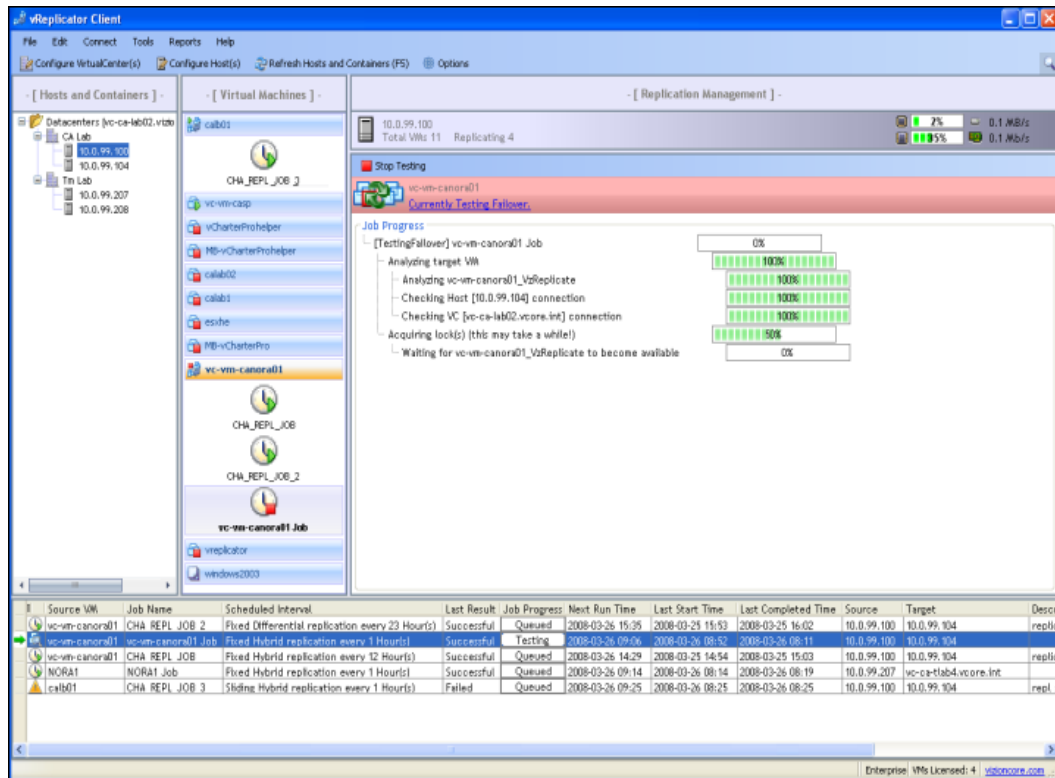 vReplicator Client
File Edit Connect Tools Reports Help
Configure VirtualCenter(s) Configure Host(s) Refresh Hosts and Containers (F5) Options
- [ Hosts and Containers ] -
Datacenters [vc-ca-lab02.vizio
CA Lab
10.0.99.100
10.0.99.104
Tm Lab
10.0.99.207
10.0.99.208
- [ Virtual Machines ] -
calb01
CHA_REPL_JOB_3
vc-vm-casp
vCharterProhelper
MB-vCharterProhelper
calab02
calab1
esxhe
MB-vCharterPro
vc-vm-canora01
CHA_REPL_JOB
CHA_REPL_JOB_2
vc-vm-canora01 Job
vreplicator
windows2003
- [ Replication Management ] -
10.0.99.100
Total VMs 11 Replicating 4
2% 0.1 MB/s
35% 0.1 Mb/s
Stop Testing
vc-vm-canora01
Currently Testing Failover.
Job Progress
[TestingFailover] vc-vm-canora01 Job 0%
Analyzing target VM 100%
Analyzing vc-vm-canora01_VzReplicate 100%
Checking Host [10.0.99.104] connection 100%
Checking VC [vc-ca-lab02.vcore.int] connection 100%
Acquiring lock(s) (this may take a while!) 50%
Waiting for vc-vm-canora01_VzReplicate to become available 0%
! Source VM Job Name Scheduled Interval Last Result Job Progress Next Run Time Last Start Time Last Completed Time Source Target Descr
vc-vm-canora01 CHA REPL JOB 2 Fixed Differential replication every 23 Hour(s) Successful Queued 2008-03-26 15:35 2008-03-25 15:53 2008-03-25 16:02 10.0.99.100 10.0.99.104 replic
vc-vm-canora01 vc-vm-canora01 Job Fixed Hybrid replication every 1 Hour(s) Successful Testing 2008-03-26 09:06 2008-03-26 08:52 2008-03-26 08:11 10.0.99.100 10.0.99.104
vc-vm-canora01 CHA REPL JOB Fixed Hybrid replication every 12 Hour(s) Successful Queued 2008-03-26 14:29 2008-03-25 14:54 2008-03-25 15:03 10.0.99.100 10.0.99.104 replic
NORA1 NORA1 Job Fixed Hybrid replication every 1 Hour(s) Successful Queued 2008-03-26 09:14 2008-03-26 08:14 2008-03-26 08:19 10.0.99.207 vc-ca-tlab4.vcore.int
calb01 CHA REPL JOB 3 Sliding Hybrid replication every 1 Hour(s) Failed Queued 2008-03-26 09:25 2008-03-26 08:25 2008-03-26 08:25 10.0.99.100 10.0.99.104 repl
Enterprise VMs Licensed: 4 vizioncore.com